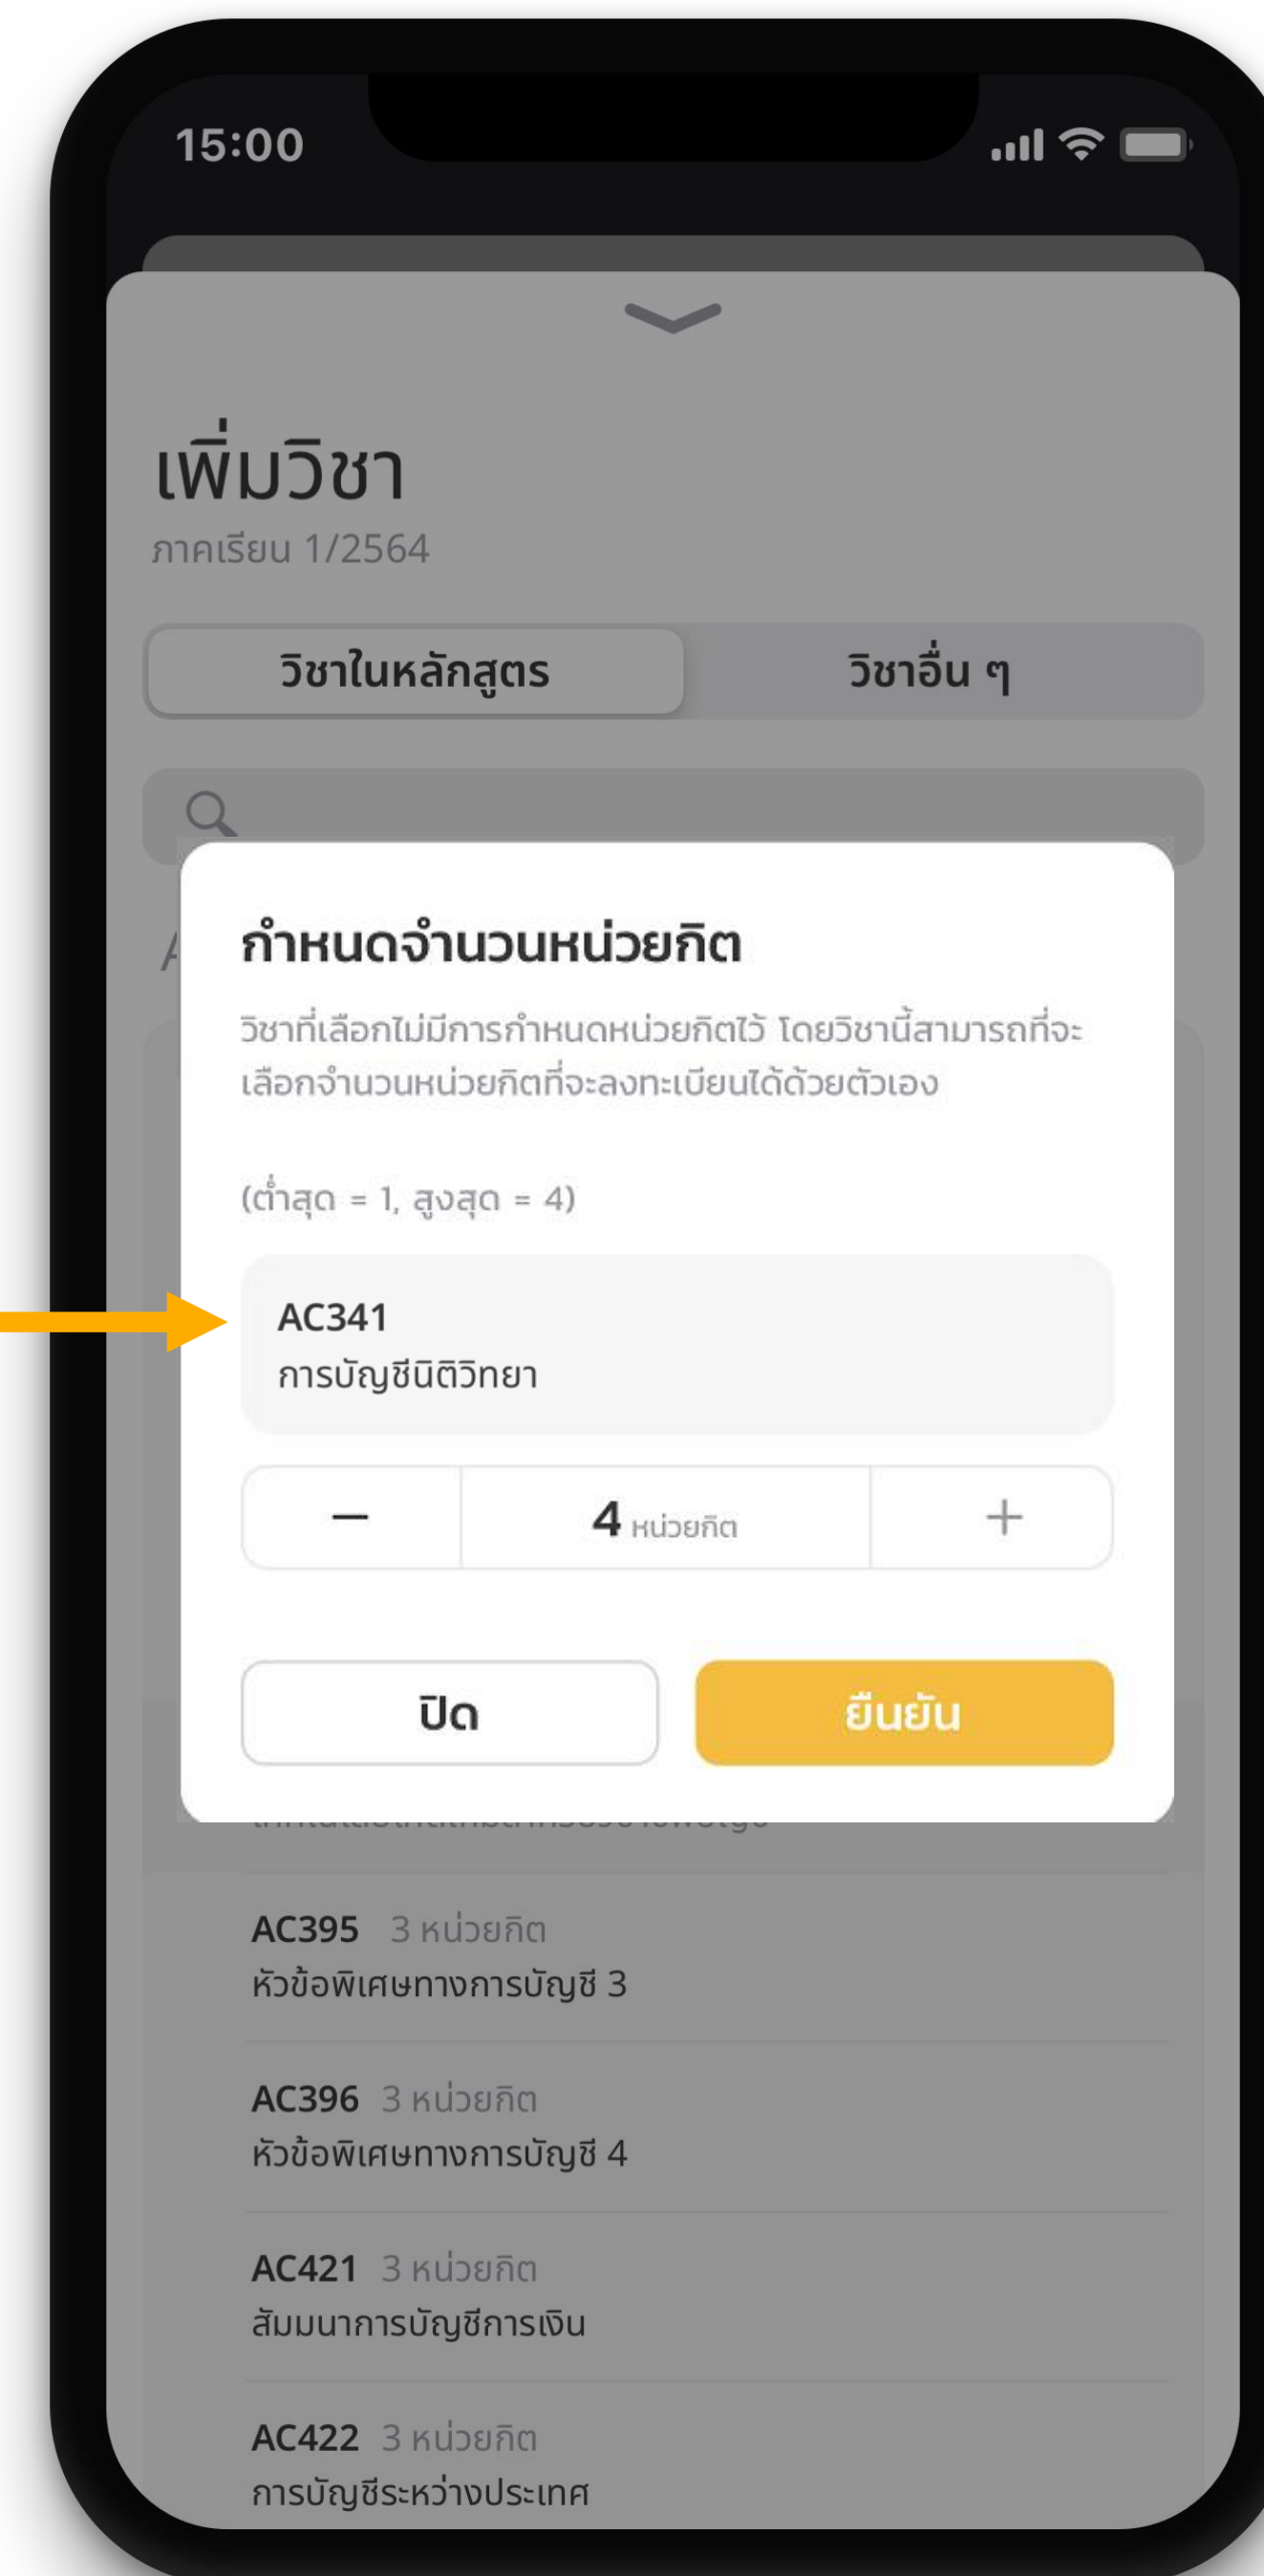 15:00
เพิ่มวิชา
ภาคเรียน 1/2564
วิชาในหลักสูตร วิชาอื่น ๆ
กำหนดจำนวนหน่วยกิต
วิชาที่เลือกไม่มีการกำหนดหน่วยกิตไว้ โดยวิชานี้สามารถที่จะ
เลือกจำนวนหน่วยกิตที่จะลงทะเบียนได้ด้วยตัวเอง
(ต่ำสุด = 1, สูงสุด = 4)
AC341
การบัญชีนิติวิทยา
− 4 หน่วยกิต +
ปิด ยืนยัน
AC395 3 หน่วยกิต
หัวข้อพิเศษทางการบัญชี 3
AC396 3 หน่วยกิต
หัวข้อพิเศษทางการบัญชี 4
AC421 3 หน่วยกิต
สัมมนาการบัญชีการเงิน
AC422 3 หน่วยกิต
การบัญชีระหว่างประเทศ